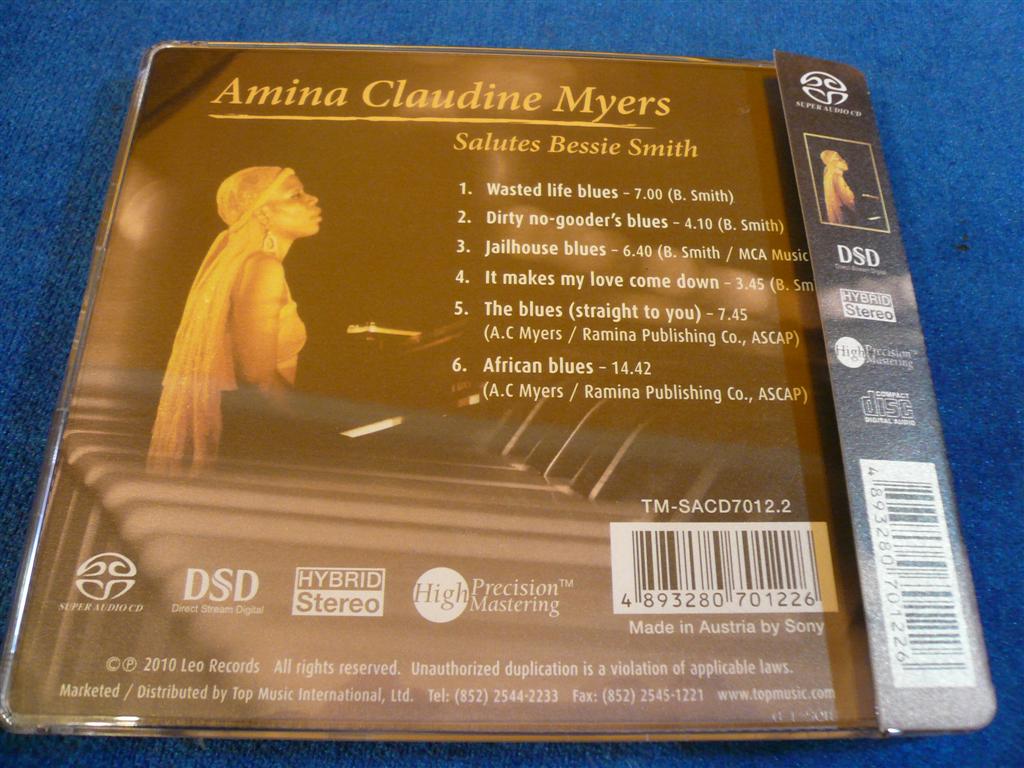 Amina Claudine Myers
Salutes Bessie Smith
1. Wasted life blues - 7.00 (B. Smith)
2. Dirty no-gooder's blues - 4.10 (B. Smith)
3. Jailhouse blues - 6.40 (B. Smith / MCA Music
4. It makes my love come down - 3.45 (B. Sm
5. The blues (straight to you) - 7.45
(A.C Myers / Ramina Publishing Co., ASCAP)
6. African blues - 14.42
(A.C Myers / Ramina Publishing Co., ASCAP)
TM-SACD7012.2
4 893280 701226
Made in Austria by Sony
SUPER AUDIO CD
DSD
Direct Stream Digital
HYBRID
Stereo
High Precision™
Mastering
©℗ 2010 Leo Records All rights reserved. Unauthorized duplication is a violation of applicable laws.
Marketed / Distributed by Top Music International, Ltd. Tel: (852) 2544-2233 Fax: (852) 2545-1221 www.topmusic.com
SUPER AUDIO CD
DSD
Direct Stream Digital
HYBRID
Stereo
High Precision™
Mastering
COMPACT
disc
DIGITAL AUDIO
4 893280 701226